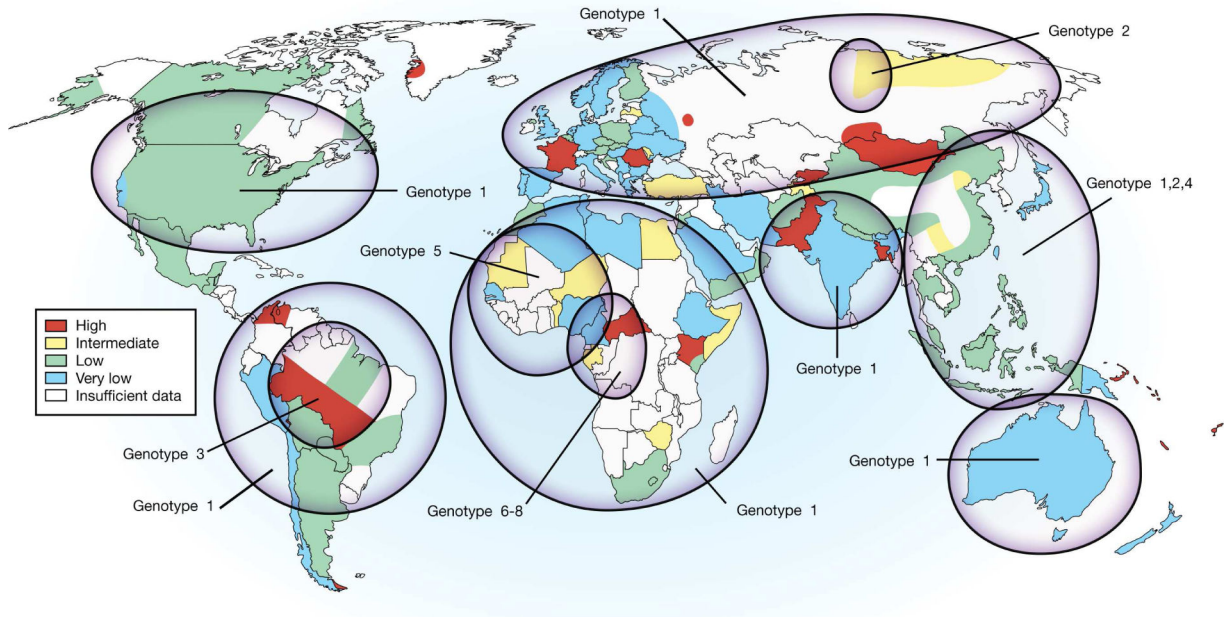 Genotype 1
Genotype 2
Genotype 1
Genotype 1,2,4
Genotype 5
High
Intermediate
Low
Very low
Insufficient data
Genotype 1
Genotype 3
Genotype 1
Genotype 1
Genotype 6-8
Genotype 1